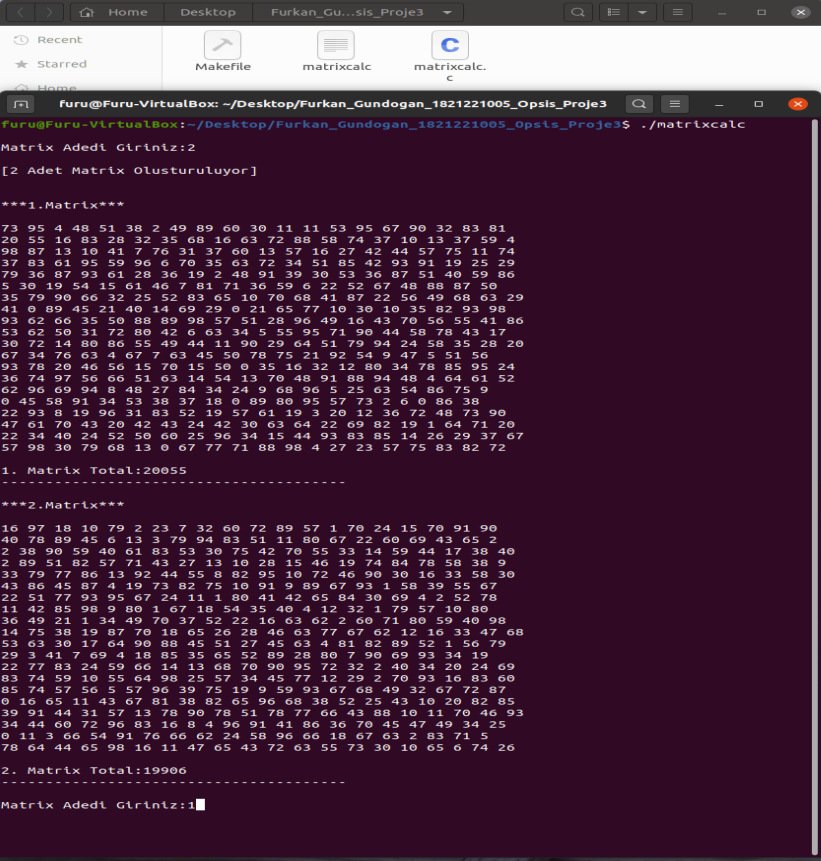 Home Desktop Furkan_Gu...sis_Proje3
Recent
Starred
Home
Makefile
matrixcalc
matrixcalc.
c
furu@Furu-VirtualBox: ~/Desktop/Furkan_Gundogan_1821221005_Opsis_Proje3
furu@Furu-VirtualBox:~/Desktop/Furkan_Gundogan_1821221005_Opsis_Proje3$ ./matrixcalc
Matrix Adedi Giriniz:2
[2 Adet Matrix Olusturuluyor]
***1.Matrix***
73 95 4 48 51 38 2 49 89 60 30 11 11 53 95 67 90 32 83 81
20 55 16 83 28 32 35 68 16 63 72 88 58 74 37 10 13 37 59 4
98 87 13 10 41 7 76 31 37 60 13 57 16 27 42 44 57 75 11 74
37 83 61 95 59 96 6 70 35 63 72 34 51 85 42 93 91 19 25 29
79 36 87 93 61 28 36 19 2 48 91 39 30 53 36 87 51 40 59 86
5 30 19 54 15 61 46 7 81 71 36 59 6 22 52 67 48 88 87 50
35 79 90 66 32 25 52 83 65 10 70 68 41 87 22 56 49 68 63 29
41 0 89 45 21 40 14 69 29 0 21 65 77 10 30 10 35 82 93 98
93 62 66 35 50 88 89 98 57 51 28 96 49 16 43 70 56 55 41 86
53 62 50 31 72 80 42 6 63 34 5 55 95 71 90 44 58 78 43 17
30 72 14 80 86 55 49 44 11 90 29 64 51 79 94 24 58 35 28 20
67 34 76 63 4 67 7 63 45 50 78 75 21 92 54 9 47 5 51 56
93 78 20 46 56 15 70 15 50 0 35 16 32 12 80 34 78 85 95 24
36 74 97 56 66 51 63 14 54 13 70 48 91 88 94 48 4 64 61 52
62 96 69 94 8 48 27 84 34 24 9 68 96 5 25 63 54 86 75 9
0 45 58 91 34 53 38 37 18 0 89 80 95 57 73 2 6 0 86 38
22 93 8 19 96 31 83 52 19 57 61 19 3 20 12 36 72 48 73 90
47 61 70 43 20 42 43 24 42 30 63 64 22 69 82 19 1 64 71 20
22 34 40 24 52 50 60 25 96 34 15 44 93 83 85 14 26 29 37 67
57 98 30 79 68 13 0 67 77 71 88 98 4 27 23 57 75 83 82 72
1. Matrix Total:20055
---------------------------------------
***2.Matrix***
16 97 18 10 79 2 23 7 32 60 72 89 57 1 70 24 15 70 91 90
40 78 89 45 6 13 3 79 94 83 51 11 80 67 22 60 69 43 65 2
2 38 90 59 40 61 83 53 30 75 42 70 55 33 14 59 44 17 38 40
2 89 51 82 57 71 43 27 13 10 28 15 46 19 74 84 78 58 38 9
33 79 77 86 13 92 44 55 8 82 95 10 72 46 90 30 16 33 58 30
43 86 45 87 4 19 73 82 75 10 91 9 89 67 93 1 58 39 55 67
22 51 77 93 95 67 24 11 1 80 41 42 65 84 30 69 4 2 52 78
11 42 85 98 9 80 1 67 18 54 35 40 4 12 32 1 79 57 10 80
36 49 21 1 34 49 70 37 52 22 16 63 62 2 60 71 80 59 40 98
14 75 38 19 87 70 18 65 26 28 46 63 77 67 62 12 16 33 47 68
53 63 30 17 64 90 88 45 51 27 45 63 4 81 82 89 52 1 56 79
29 3 41 7 69 4 18 85 35 65 52 89 28 80 7 90 69 93 34 19
22 77 83 24 59 66 14 13 68 70 90 95 72 32 2 40 34 20 24 69
83 74 59 10 55 64 98 25 57 34 45 77 12 29 2 70 93 16 83 60
85 74 57 56 5 57 96 39 75 19 9 59 93 67 68 49 32 67 72 87
0 16 65 11 43 67 81 38 82 65 96 68 38 52 25 43 10 20 82 85
39 91 44 31 57 13 78 90 78 51 78 77 66 43 88 10 11 70 46 93
34 44 60 72 96 83 16 8 4 96 91 41 86 36 70 45 47 49 34 25
0 11 3 66 54 91 76 66 62 24 58 96 66 18 67 63 2 83 71 5
78 64 44 65 98 16 11 47 65 43 72 63 55 73 30 10 65 6 74 26
2. Matrix Total:19906
---------------------------------------
Matrix Adedi Giriniz:1